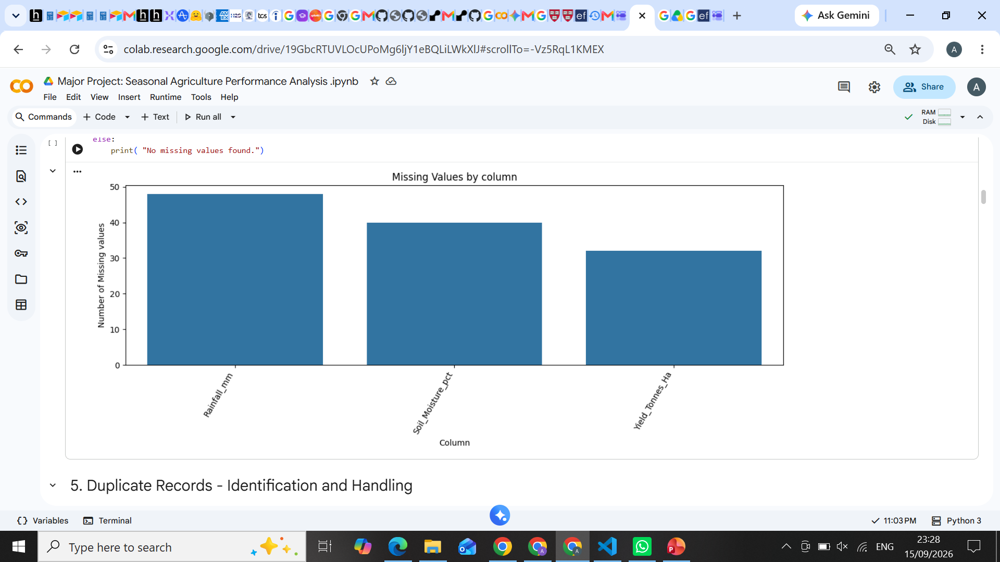 Ask Gemini
colab.research.google.com/drive/19GbcRTUVLOcUPoMg6ljY1eBQLiLWkXlJ#scrollTo=-Vz5RqL1KMEX
A
Major Project: Seasonal Agriculture Performance Analysis .ipynb
File Edit View Insert Runtime Tools Help
Share
A
Commands + Code + Text Run all
RAM
Disk
[ ]
else:
print( "No missing values found.")
Missing Values by column
50
40
30
20
10
0
Number of Missing values
Rainfall_mm
Soil_Moisture_pct
Yield_Tonnes_Ha
Column
5. Duplicate Records - Identification and Handling
Variables
Terminal
11:03 PM
Python 3
Type here to search
ENG
23:28
15/09/2026